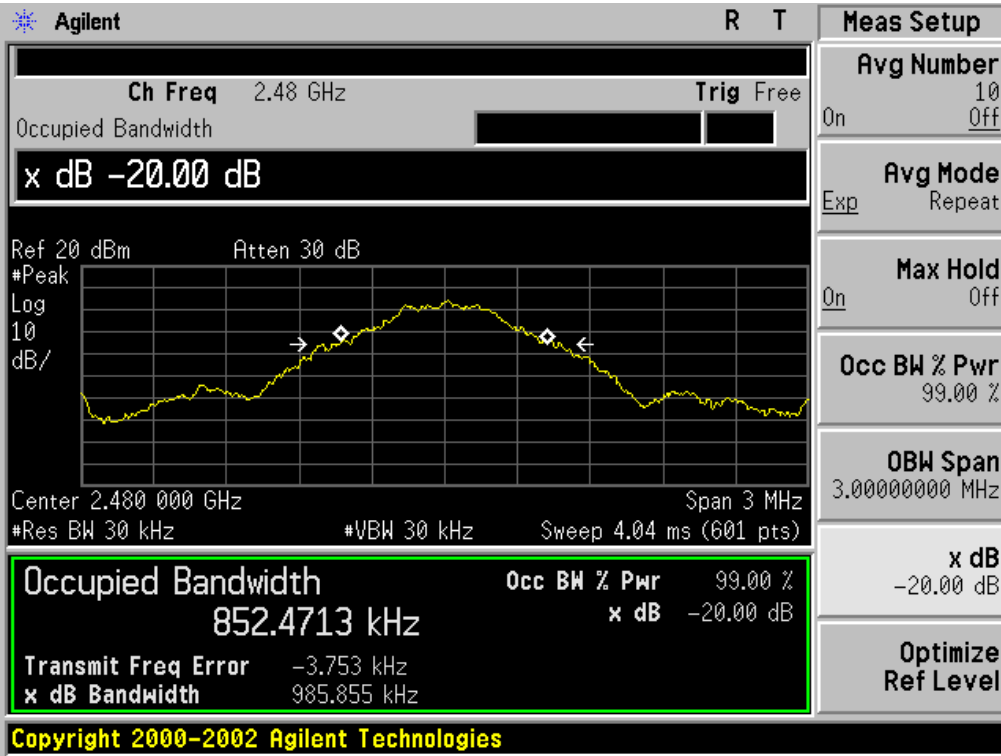 Agilent R T
Ch Freq 2.48 GHz Trig Free
Occupied Bandwidth
x dB -20.00 dB
Ref 20 dBm Atten 30 dB
#Peak
Log
10
dB/
Center 2.480 000 GHz Span 3 MHz
#Res BW 30 kHz #VBW 30 kHz Sweep 4.04 ms (601 pts)
Occupied Bandwidth Occ BW % Pwr 99.00 %
852.4713 kHz x dB -20.00 dB
Transmit Freq Error -3.753 kHz
x dB Bandwidth 985.855 kHz
Copyright 2000-2002 Agilent Technologies
Meas Setup
Avg Number
10
On Off
Avg Mode
Exp Repeat
Max Hold
On Off
Occ BW % Pwr
99.00 %
OBW Span
3.00000000 MHz
x dB
-20.00 dB
Optimize
Ref Level